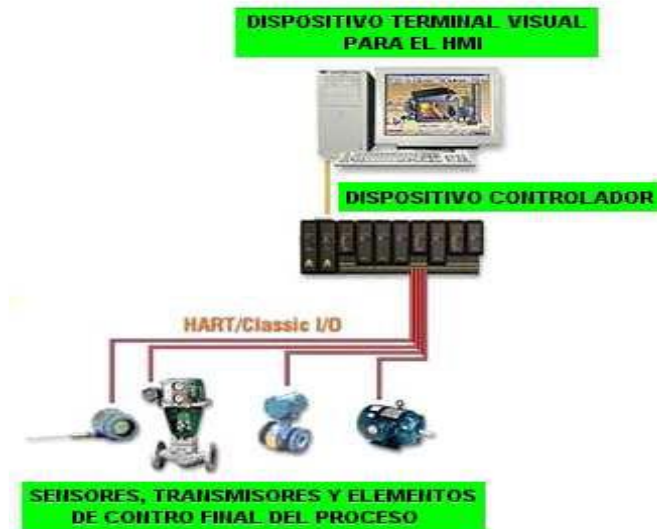 DISPOSITIVO TERMINAL VISUAL
PARA EL HMI
DISPOSITIVO CONTROLADOR
HART/Classic I/O
SENSORES, TRANSMISORES Y ELEMENTOS
DE CONTRO FINAL DEL PROCESO